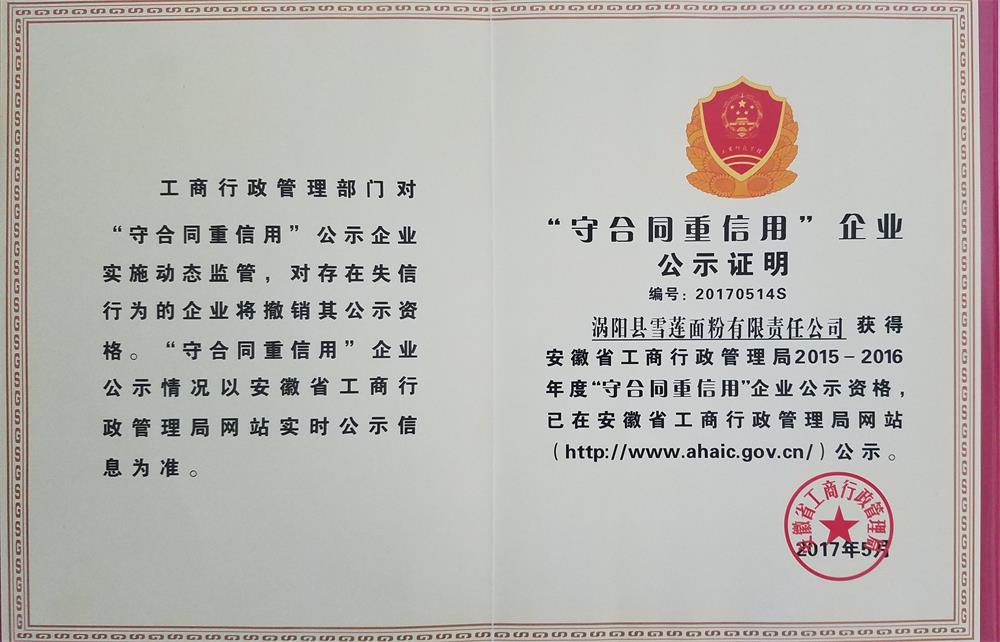 工商行政管理部门对
“守合同重信用”公示企业
实施动态监管，对存在失信
行为的企业将撤销其公示资
格。“守合同重信用”企业
公示情况以安徽省工商行
政管理局网站实时公示信
息为准。
“守合同重信用”企业
公示证明
编号：20170514S
涡阳县雪莲面粉有限责任公司获得
安徽省工商行政管理局2015－2016
年度“守合同重信用”企业公示资格，
已在安徽省工商行政管理局网站
（http://www.ahaic.gov.cn/）公示。
安徽省工商行政管理局
2017年5月